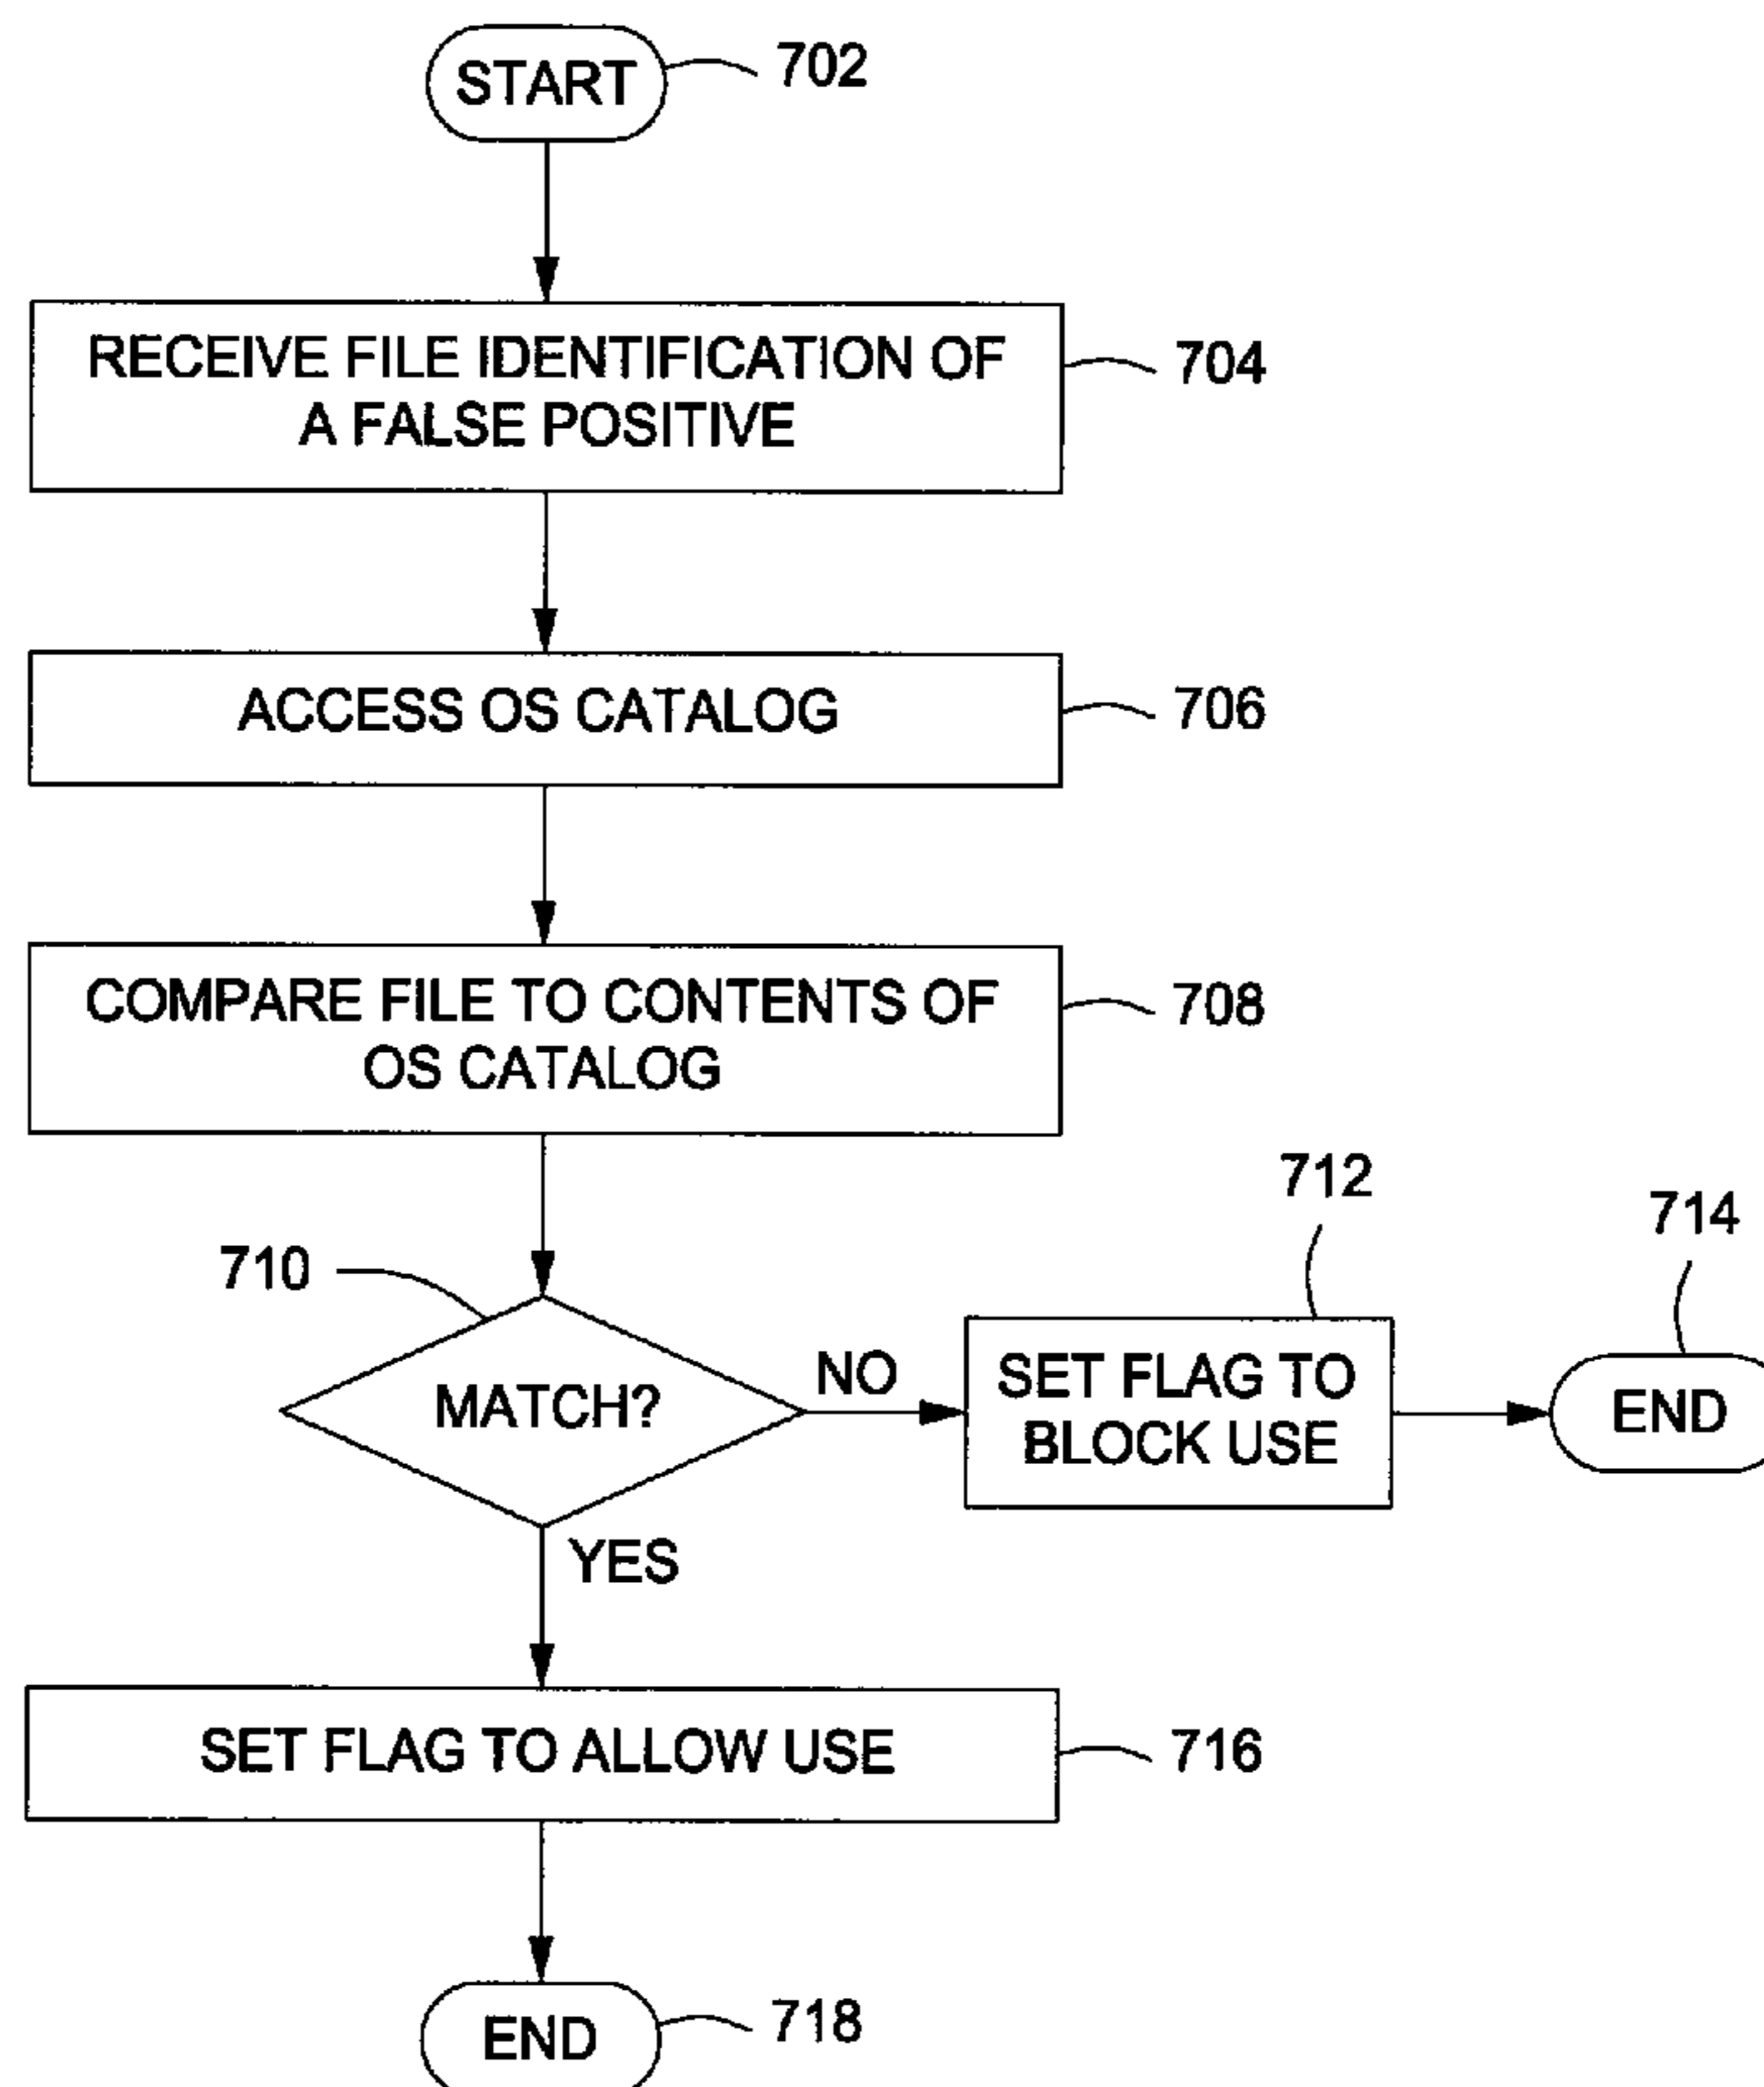 START
702
RECEIVE FILE IDENTIFICATION OF
A FALSE POSITIVE
704
ACCESS OS CATALOG
706
COMPARE FILE TO CONTENTS OF
OS CATALOG
708
710
MATCH?
NO
712
SET FLAG TO
BLOCK USE
714
END
YES
SET FLAG TO ALLOW USE
716
END
718